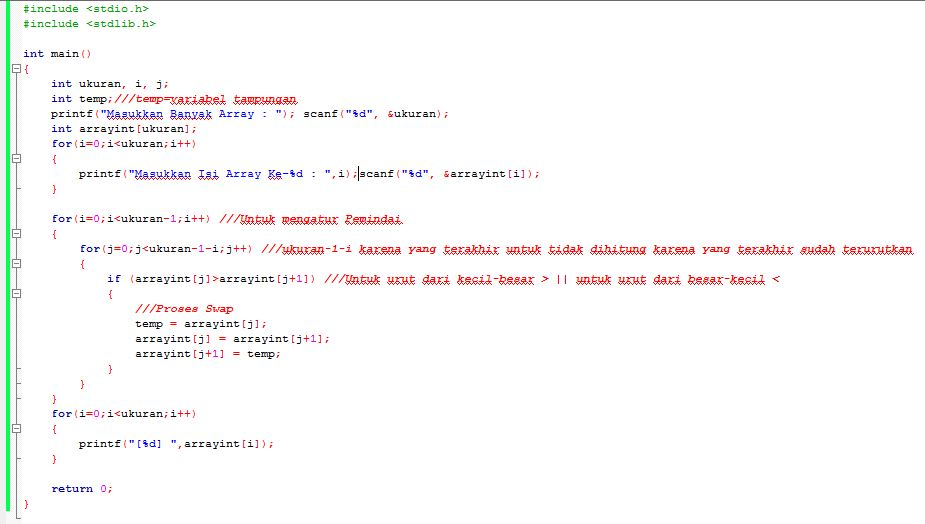 #include <stdio.h>
#include <stdlib.h>
int main()
{
int ukuran, i, j;
int temp;///temp=variabel tampungan
printf("Masukkan Banyak Array : "); scanf("%d", &ukuran);
int arrayint[ukuran];
for(i=0;i<ukuran;i++)
{
printf("Masukkan Isi Array Ke-%d : ",i);scanf("%d", &arrayint[i]);
}
for(i=0;i<ukuran-1;i++) ///Untuk mengatur Pemindai
{
for(j=0;j<ukuran-1-i;j++) ///ukuran-1-i karena yang terakhir untuk tidak dihitung karena yang terakhir sudah terurutkan
{
if (arrayint[j]>arrayint[j+1]) ///Untuk urut dari kecil-besar > || untuk urut dari besar-kecil <
{
///Proses Swap
temp = arrayint[j];
arrayint[j] = arrayint[j+1];
arrayint[j+1] = temp;
}
}
}
for(i=0;i<ukuran;i++)
{
printf("[%d] ",arrayint[i]);
}
return 0;
}